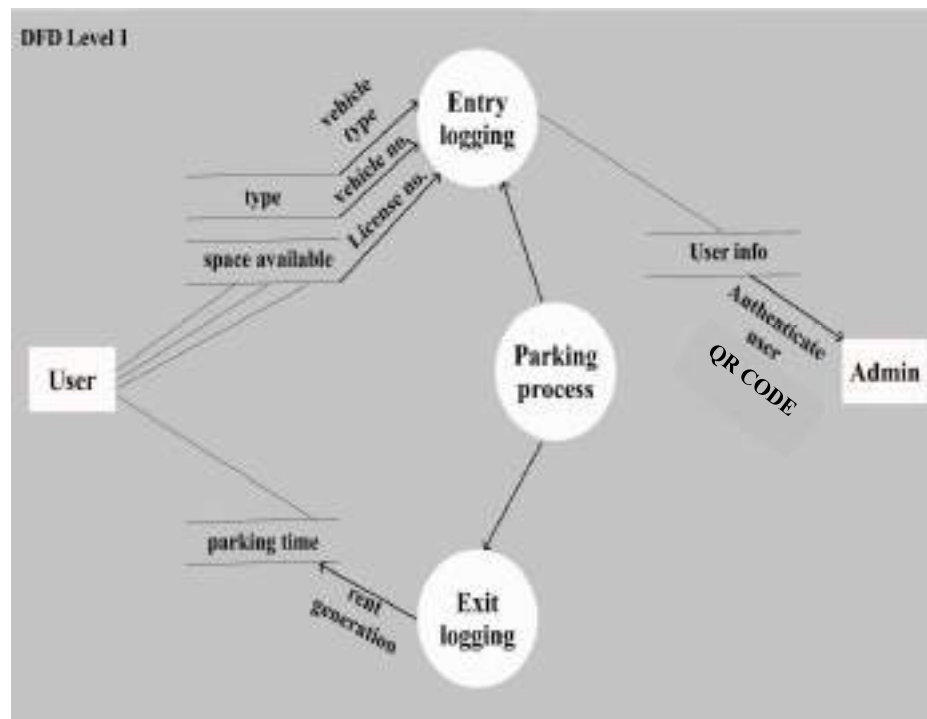 DFD Level 1
Entry
logging
vehicle
type
vehicle no.
License no.
type
space available
User info
Authenticate
user
QR CODE
Admin
Parking
process
User
parking time
rent
generation
Exit
logging